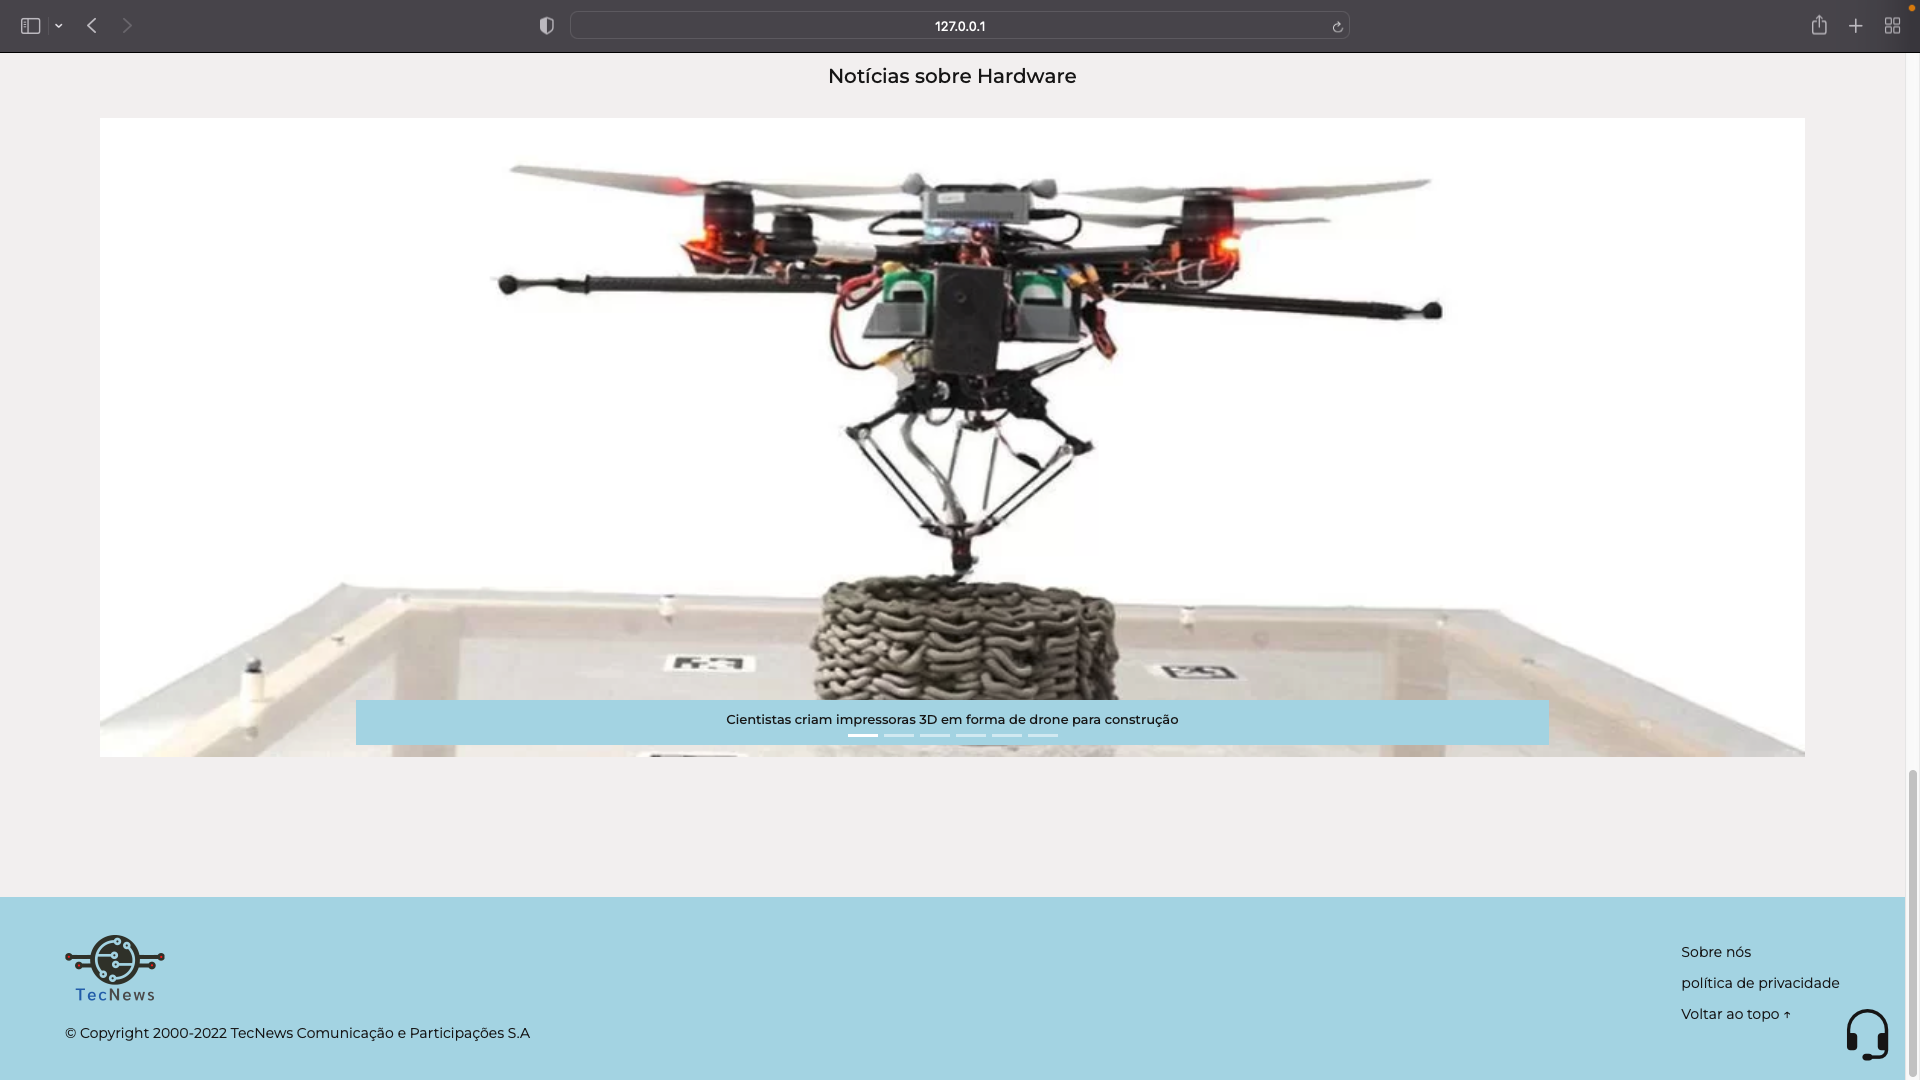 127.0.0.1
Notícias sobre Hardware
Cientistas criam impressoras 3D em forma de drone para construção
TecNews
© Copyright 2000-2022 TecNews Comunicação e Participações S.A
Sobre nós
política de privacidade
Voltar ao topo ↑